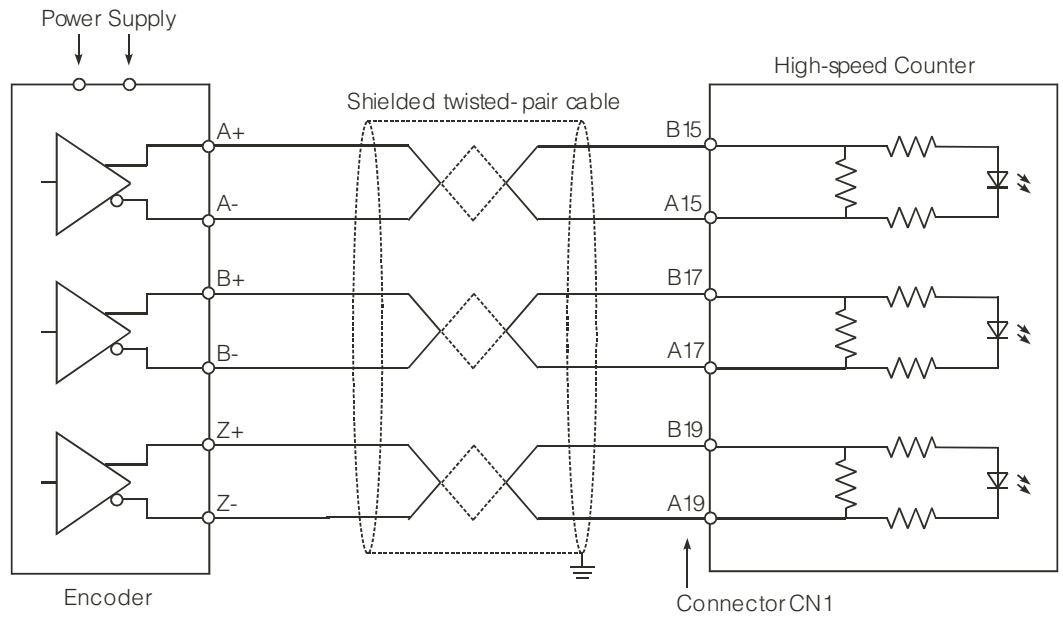 Power Supply
High-speed Counter
Shielded twisted-pair cable
A+
B15
A-
A15
B+
B17
B-
A17
Z+
B19
Z-
A19
Encoder
Connector CN1